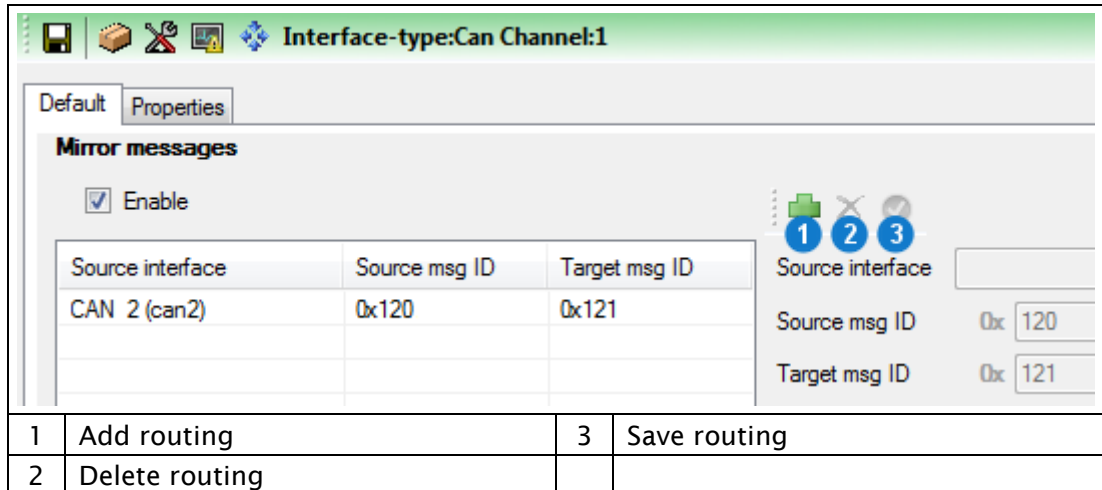 Interface-type:Can Channel:1
Default Properties
Mirror messages
Enable
1 2 3
Source interface Source msg ID Target msg ID Source interface
CAN 2 (can2) 0x120 0x121
Source msg ID 0x 120
Target msg ID 0x 121
1 Add routing 3 Save routing
2 Delete routing